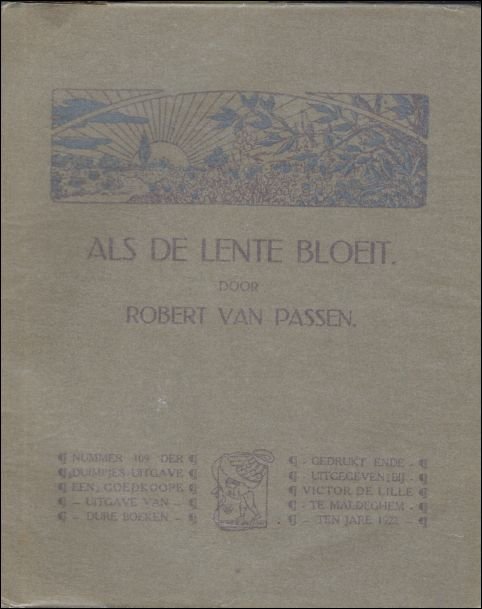 ALS DE LENTE BLOEIT.
DOOR
ROBERT VAN PASSEN.
¶ NUMMER 109 DER ¶
¶ DUIMPJES-UITGAVE ¶
¶ EEN GOEDKOOPE ¶
¶ – UITGAVE VAN – ¶
¶ – DURE BOEKEN – ¶
¶ - GEDRUKT ENDE - ¶
¶ - UITGEGEVEN BIJ - ¶
¶ VICTOR DE LILLE ¶
¶ - TE MALDEGHEM - ¶
¶ – TEN JARE 1922 – ¶